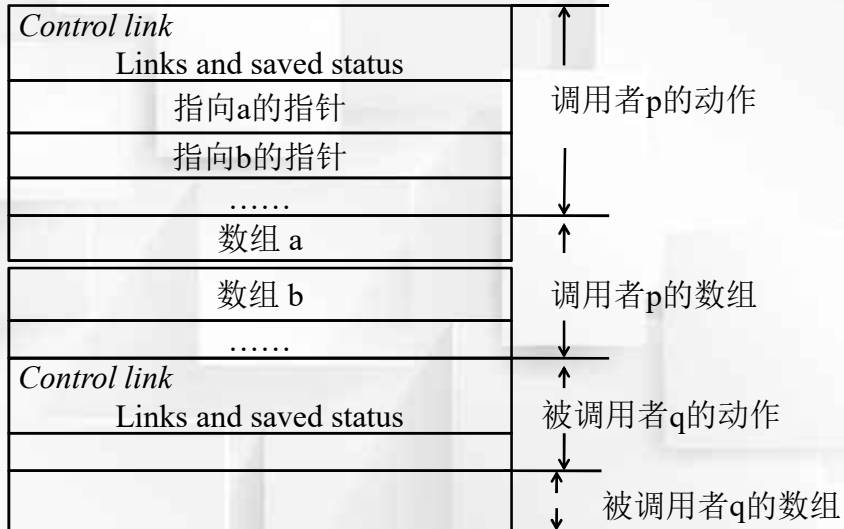 Control link
Links and saved status
指向a的指针
调用者p的动作
指向b的指针
……
数组 a
数组 b
调用者p的数组
……
Control link
Links and saved status
被调用者q的动作
被调用者q的数组